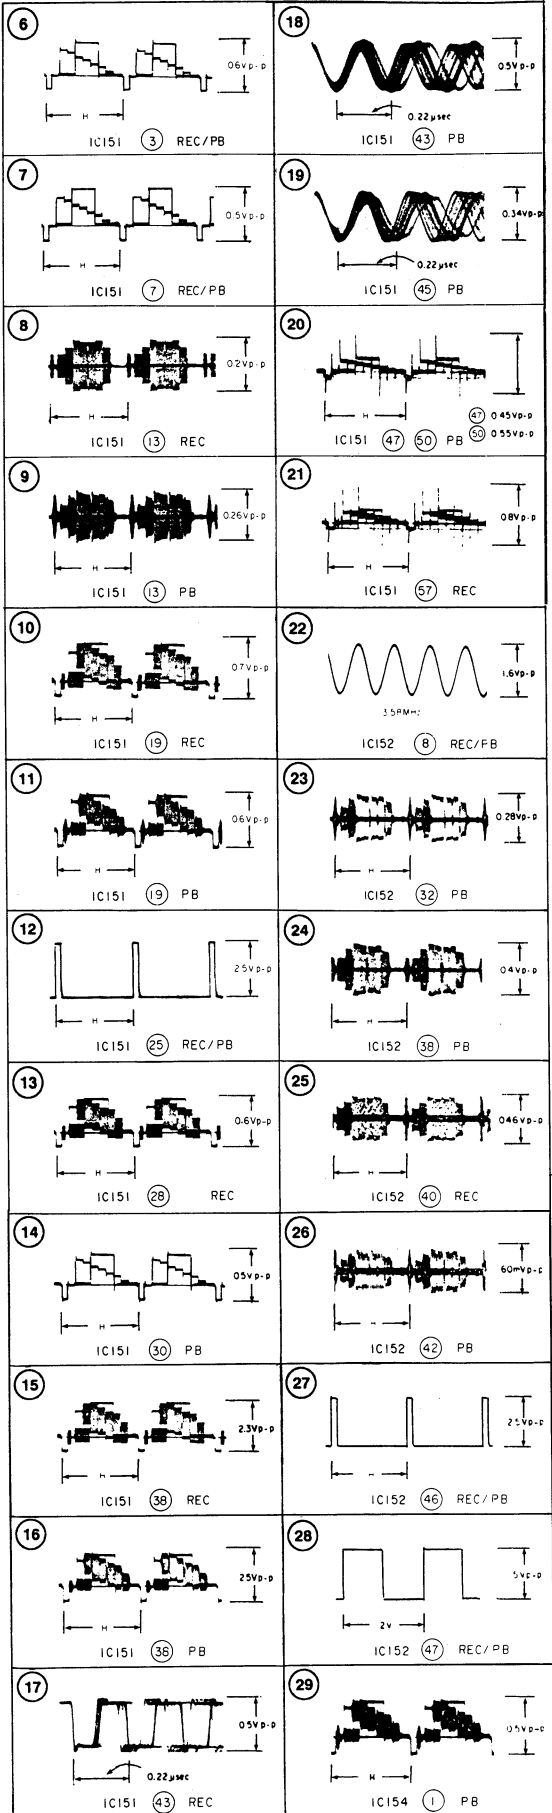 6
0.6Vp-p
H
IC151 3 REC/PB
7
0.5Vp-p
H
IC151 7 REC/PB
8
0.2Vp-p
H
IC151 13 REC
9
0.26Vp-p
H
IC151 13 PB
10
0.7Vp-p
H
IC151 19 REC
11
0.6Vp-p
H
IC151 19 PB
12
2.5Vp-p
H
IC151 25 REC/PB
13
0.6Vp-p
H
IC151 28 REC
14
0.5Vp-p
H
IC151 30 PB
15
2.3Vp-p
H
IC151 38 REC
16
2.5Vp-p
H
IC151 38 PB
17
0.5Vp-p
0.22µsec
IC151 43 REC
18
0.5Vp-p
0.22µsec
IC151 43 PB
19
0.34Vp-p
0.22µsec
IC151 45 PB
20
H
47 0.45Vp-p
IC151 47 50 PB 50 0.55Vp-p
21
0.8Vp-p
H
IC151 57 REC
22
1.6Vp-p
3.58MHz
IC152 8 REC/PB
23
0.28Vp-p
H
IC152 32 PB
24
0.4Vp-p
H
IC152 38 PB
25
0.46Vp-p
H
IC152 40 REC
26
60mVp-p
H
IC152 42 PB
27
2.5Vp-p
H
IC152 46 REC/PB
28
5Vp-p
2V
IC152 47 REC/PB
29
0.5Vp-p
H
IC154 1 PB